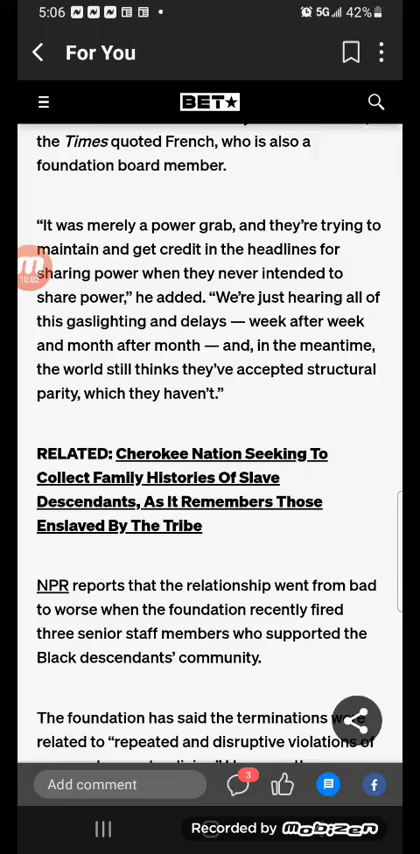 5:06
5G 42%
For You
BET
the Times quoted French, who is also a
foundation board member.
“It was merely a power grab, and they’re trying to
maintain and get credit in the headlines for
sharing power when they never intended to
10:02
share power,” he added. “We’re just hearing all of
this gaslighting and delays — week after week
and month after month — and, in the meantime,
the world still thinks they’ve accepted structural
parity, which they haven’t.”
RELATED: Cherokee Nation Seeking To
Collect Family Histories Of Slave
Descendants, As It Remembers Those
Enslaved By The Tribe
NPR reports that the relationship went from bad
to worse when the foundation recently fired
three senior staff members who supported the
Black descendants’ community.
The foundation has said the terminations were
related to “repeated and disruptive violations of
Add comment
3
Recorded by mobizen